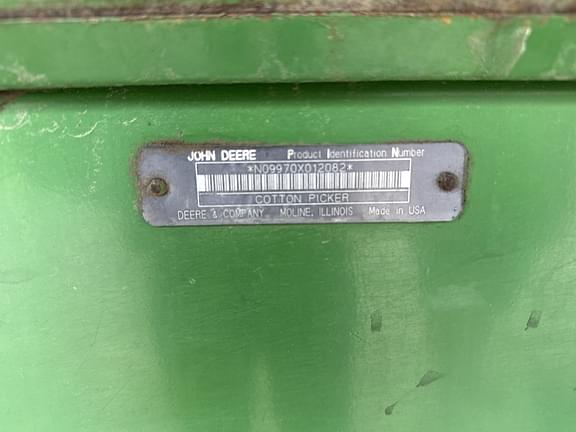 JOHN DEERE Product Identification Number
*N09970X012082*
COTTON PICKER
DEERE & COMPANY MOLINE, ILLINOIS Made in USA